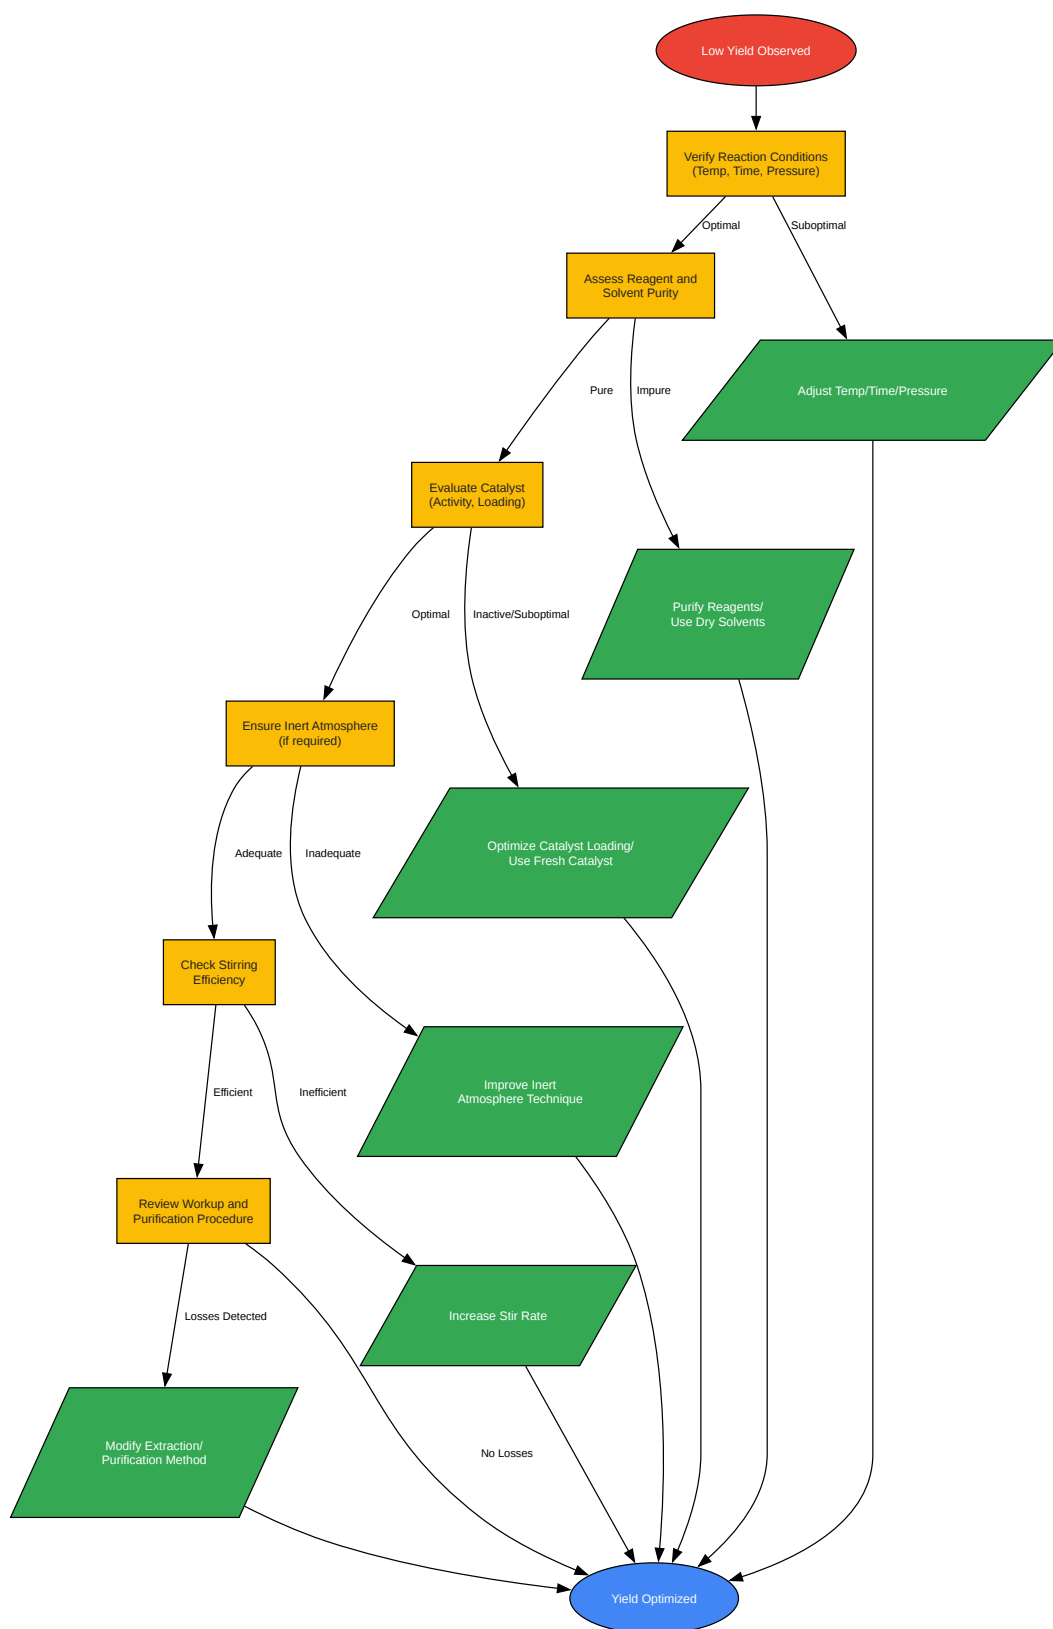 Low Yield Observed
Verify Reaction Conditions
(Temp, Time, Pressure)
Optimal
Suboptimal
Assess Reagent and
Solvent Purity
Adjust Temp/Time/Pressure
Pure
Impure
Evaluate Catalyst
(Activity, Loading)
Purify Reagents/
Use Dry Solvents
Optimal
Inactive/Suboptimal
Ensure Inert Atmosphere
(if required)
Optimize Catalyst Loading/
Use Fresh Catalyst
Adequate
Inadequate
Check Stirring
Efficiency
Improve Inert
Atmosphere Technique
Efficient
Inefficient
Review Workup and
Purification Procedure
Increase Stir Rate
Losses Detected
Modify Extraction/
Purification Method
No Losses
Yield Optimized